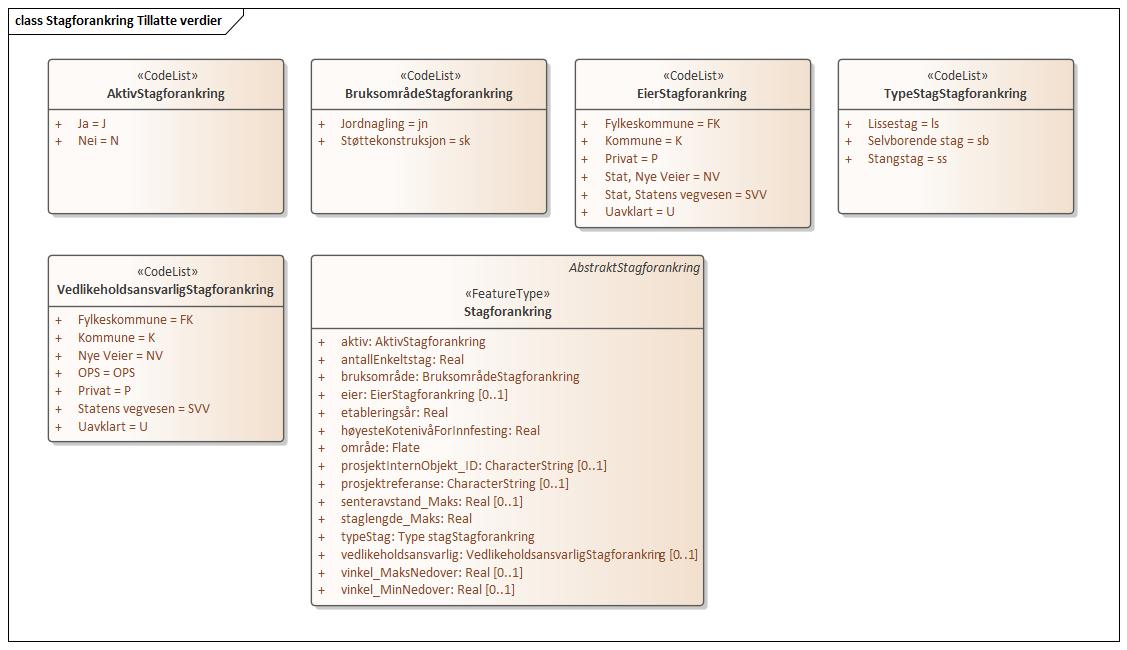 class Stagforankring Tillatte verdier
«CodeList»
AktivStagforankring
+ Ja = J
+ Nei = N
«CodeList»
BruksområdeStagforankring
+ Jordnagling = jn
+ Støttekonstruksjon = sk
«CodeList»
EierStagforankring
+ Fylkeskommune = FK
+ Kommune = K
+ Privat = P
+ Stat, Nye Veier = NV
+ Stat, Statens vegvesen = SVV
+ Uavklart = U
«CodeList»
TypeStagStagforankring
+ Lissestag = ls
+ Selvborende stag = sb
+ Stangstag = ss
«CodeList»
VedlikeholdsansvarligStagforankring
+ Fylkeskommune = FK
+ Kommune = K
+ Nye Veier = NV
+ OPS = OPS
+ Privat = P
+ Statens vegvesen = SVV
+ Uavklart = U
AbstraktStagforankring
«FeatureType»
Stagforankring
+ aktiv: AktivStagforankring
+ antallEnkeltstag: Real
+ bruksområde: BruksområdeStagforankring
+ eier: EierStagforankring [0..1]
+ etableringsår: Real
+ høyesteKotenivåForInnfesting: Real
+ område: Flate
+ prosjektInternObjekt_ID: CharacterString [0..1]
+ prosjektreferanse: CharacterString [0..1]
+ senteravstand_Maks: Real [0..1]
+ staglengde_Maks: Real
+ typeStag: Type stagStagforankring
+ vedlikeholdsansvarlig: VedlikeholdsansvarligStagforankring [0..1]
+ vinkel_MaksNedover: Real [0..1]
+ vinkel_MinNedover: Real [0..1]